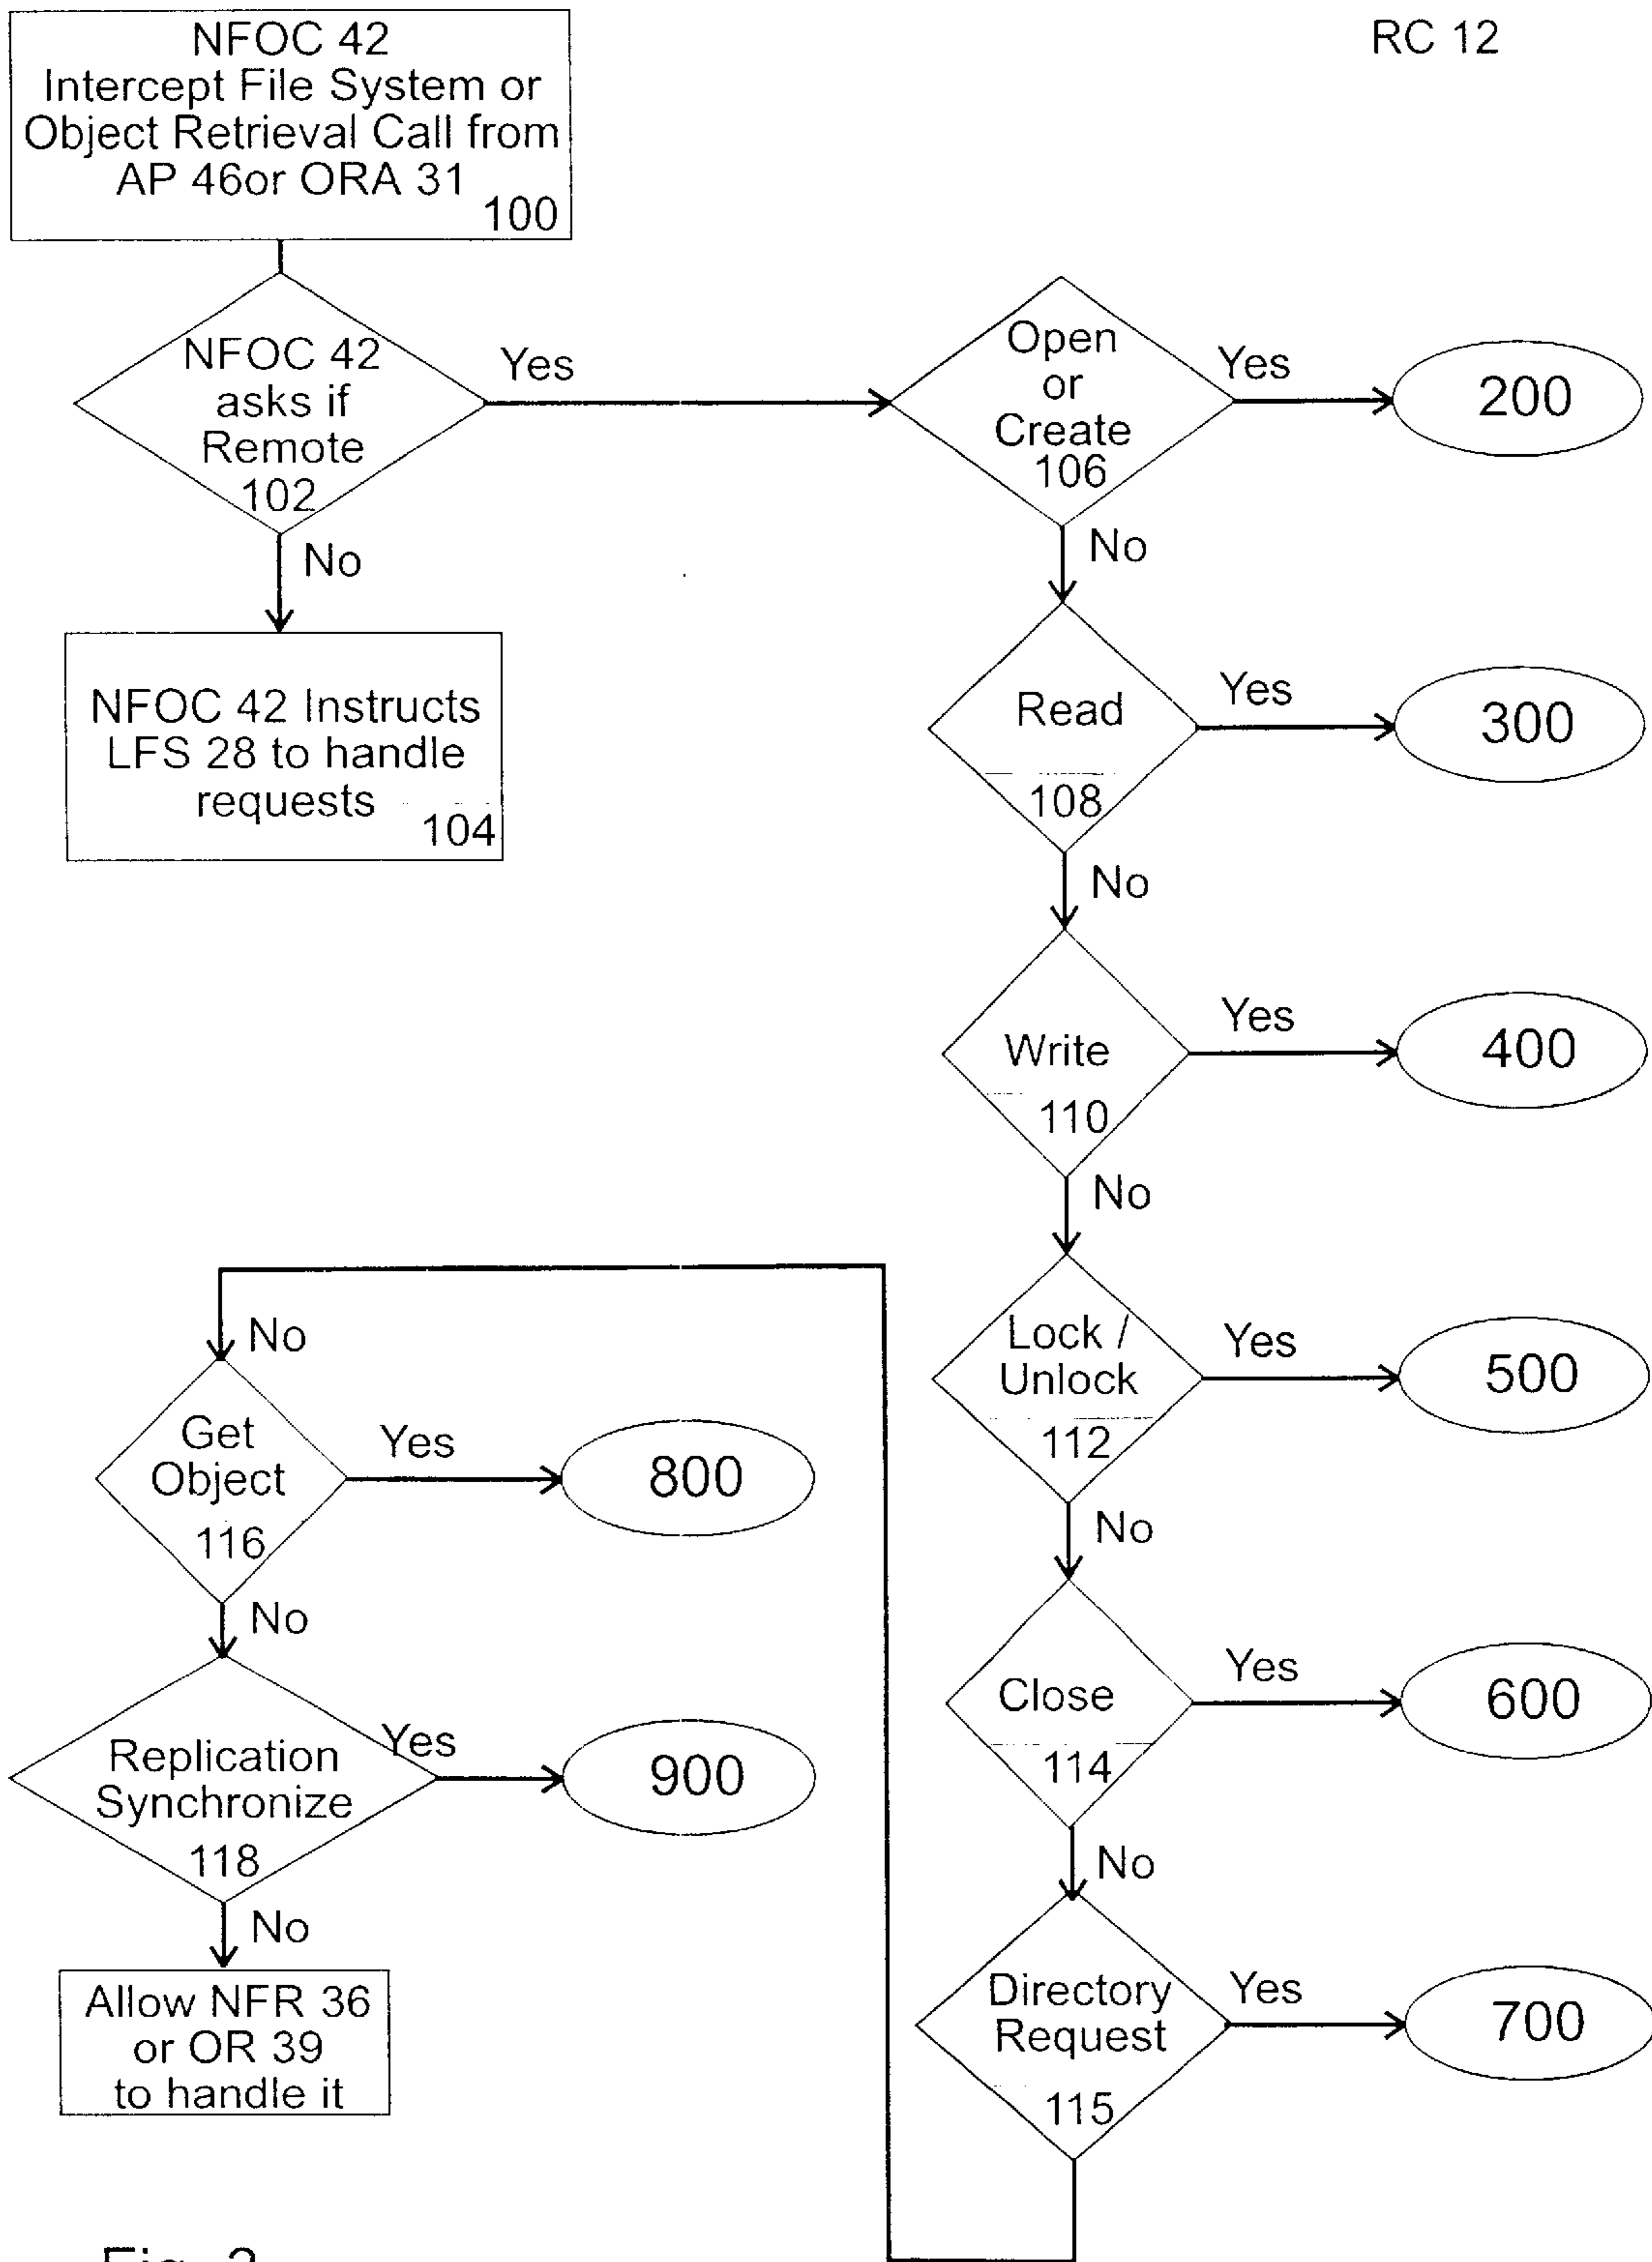 NFOC 42
Intercept File System or
Object Retrieval Call from
AP 46or ORA 31
100
RC 12
NFOC 42
asks if
Remote
102
Yes
No
NFOC 42 Instructs
LFS 28 to handle
requests
104
Open
or
Create
106
Yes
200
No
Read
108
Yes
300
No
Write
110
Yes
400
No
Lock /
Unlock
112
Yes
500
No
Close
114
Yes
600
No
Directory
Request
115
Yes
700
No
Get
Object
116
Yes
800
No
Replication
Synchronize
118
Yes
900
No
Allow NFR 36
or OR 39
to handle it